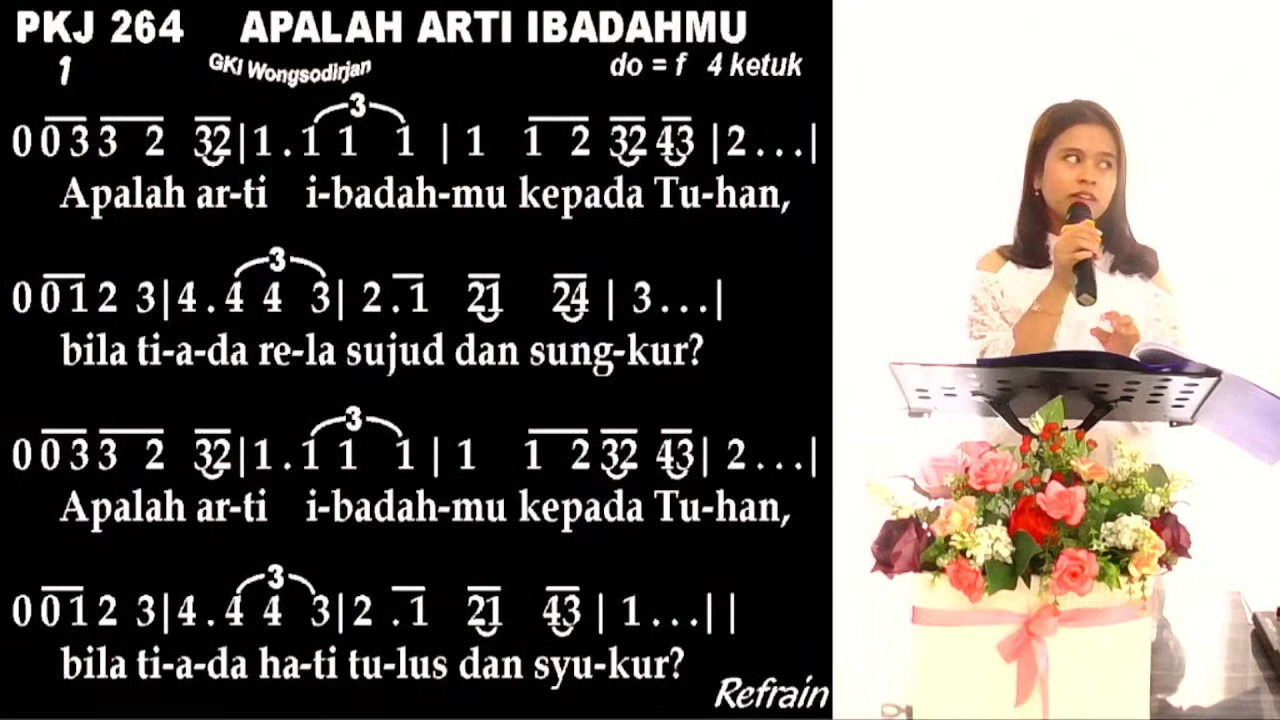 PKJ 264 APALAH ARTI IBADAHMU
1 GKI Wongsodirjan do = f 4 ketuk
3
0 0 3 3 2 32 | 1 . 1 1 1 | 1 1 2 32 43 | 2 . . . |
Apalah ar-ti i-badah-mu kepada Tu-han,
3
0 0 1 2 3 | 4 . 4 4 3 | 2 . 1 21 24 | 3 . . . |
bila ti-a-da re-la sujud dan sung-kur?
3
0 0 3 3 2 32 | 1 . 1 1 1 | 1 1 2 32 43 | 2 . . . |
Apalah ar-ti i-badah-mu kepada Tu-han,
3
0 0 1 2 3 | 4 . 4 4 3 | 2 . 1 21 43 | 1 . . . | |
bila ti-a-da ha-ti tu-lus dan syu-kur?
Refrain